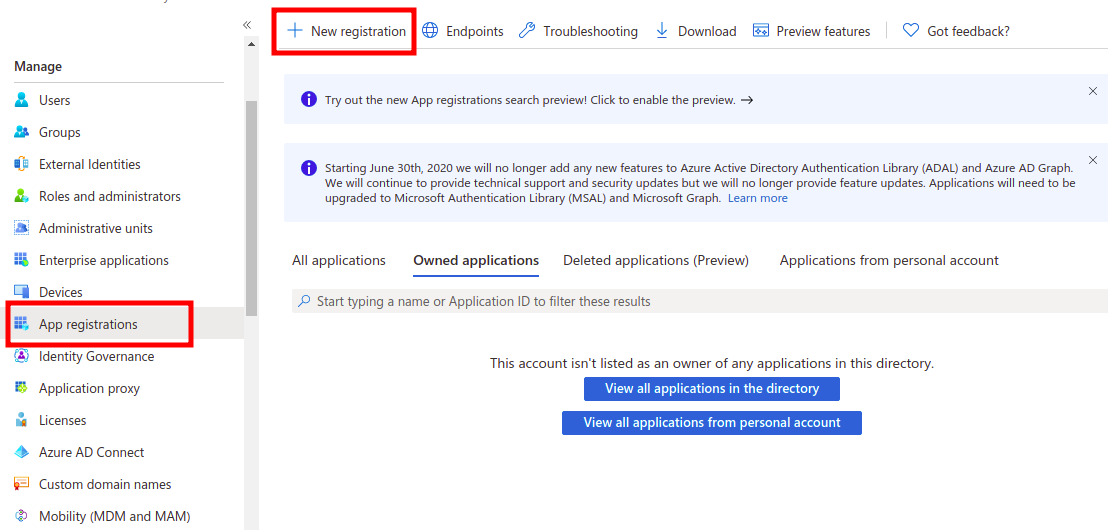 «
Manage
Users
Groups
External Identities
Roles and administrators
Administrative units
Enterprise applications
Devices
App registrations
Identity Governance
Application proxy
Licenses
Azure AD Connect
Custom domain names
Mobility (MDM and MAM)
New registration
Endpoints
Troubleshooting
Download
Preview features
Got feedback?
Try out the new App registrations search preview! Click to enable the preview. →
Starting June 30th, 2020 we will no longer add any new features to Azure Active Directory Authentication Library (ADAL) and Azure AD Graph.
We will continue to provide technical support and security updates but we will no longer provide feature updates. Applications will need to be
upgraded to Microsoft Authentication Library (MSAL) and Microsoft Graph. Learn more
All applications
Owned applications
Deleted applications (Preview)
Applications from personal account
Start typing a name or Application ID to filter these results
This account isn't listed as an owner of any applications in this directory.
View all applications in the directory
View all applications from personal account